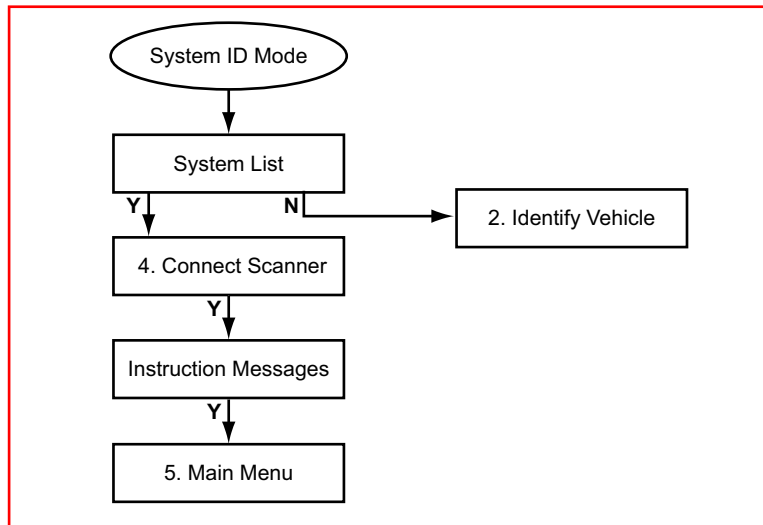 System ID Mode
System List
Y
N
2. Identify Vehicle
4. Connect Scanner
Y
Instruction Messages
Y
5. Main Menu